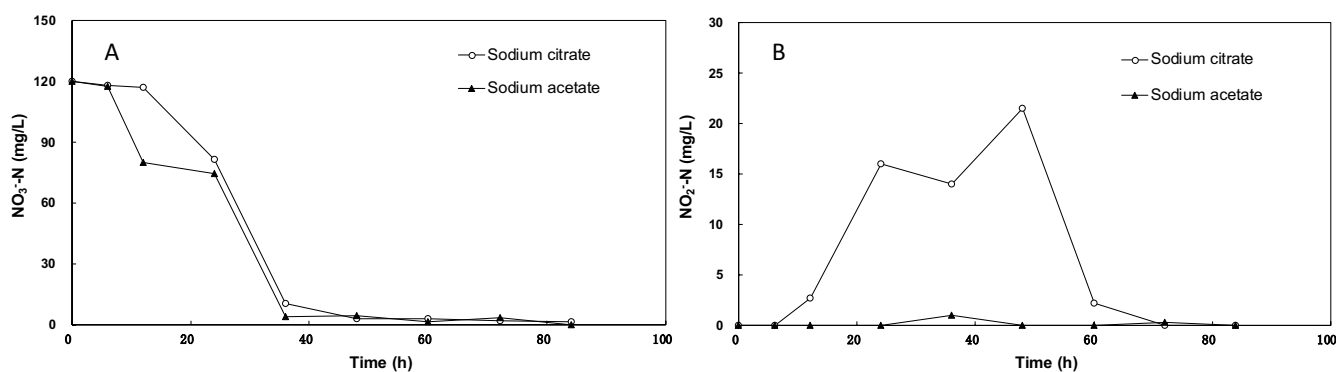 A
NO₃⁻-N (mg/L)
150
120
90
60
30
0
Sodium citrate
Sodium acetate
0 20 40 60 80 100
Time (h)
B
NO₂⁻-N (mg/L)
30
25
20
15
10
5
0
Sodium citrate
Sodium acetate
0 20 40 60 80 100
Time (h)